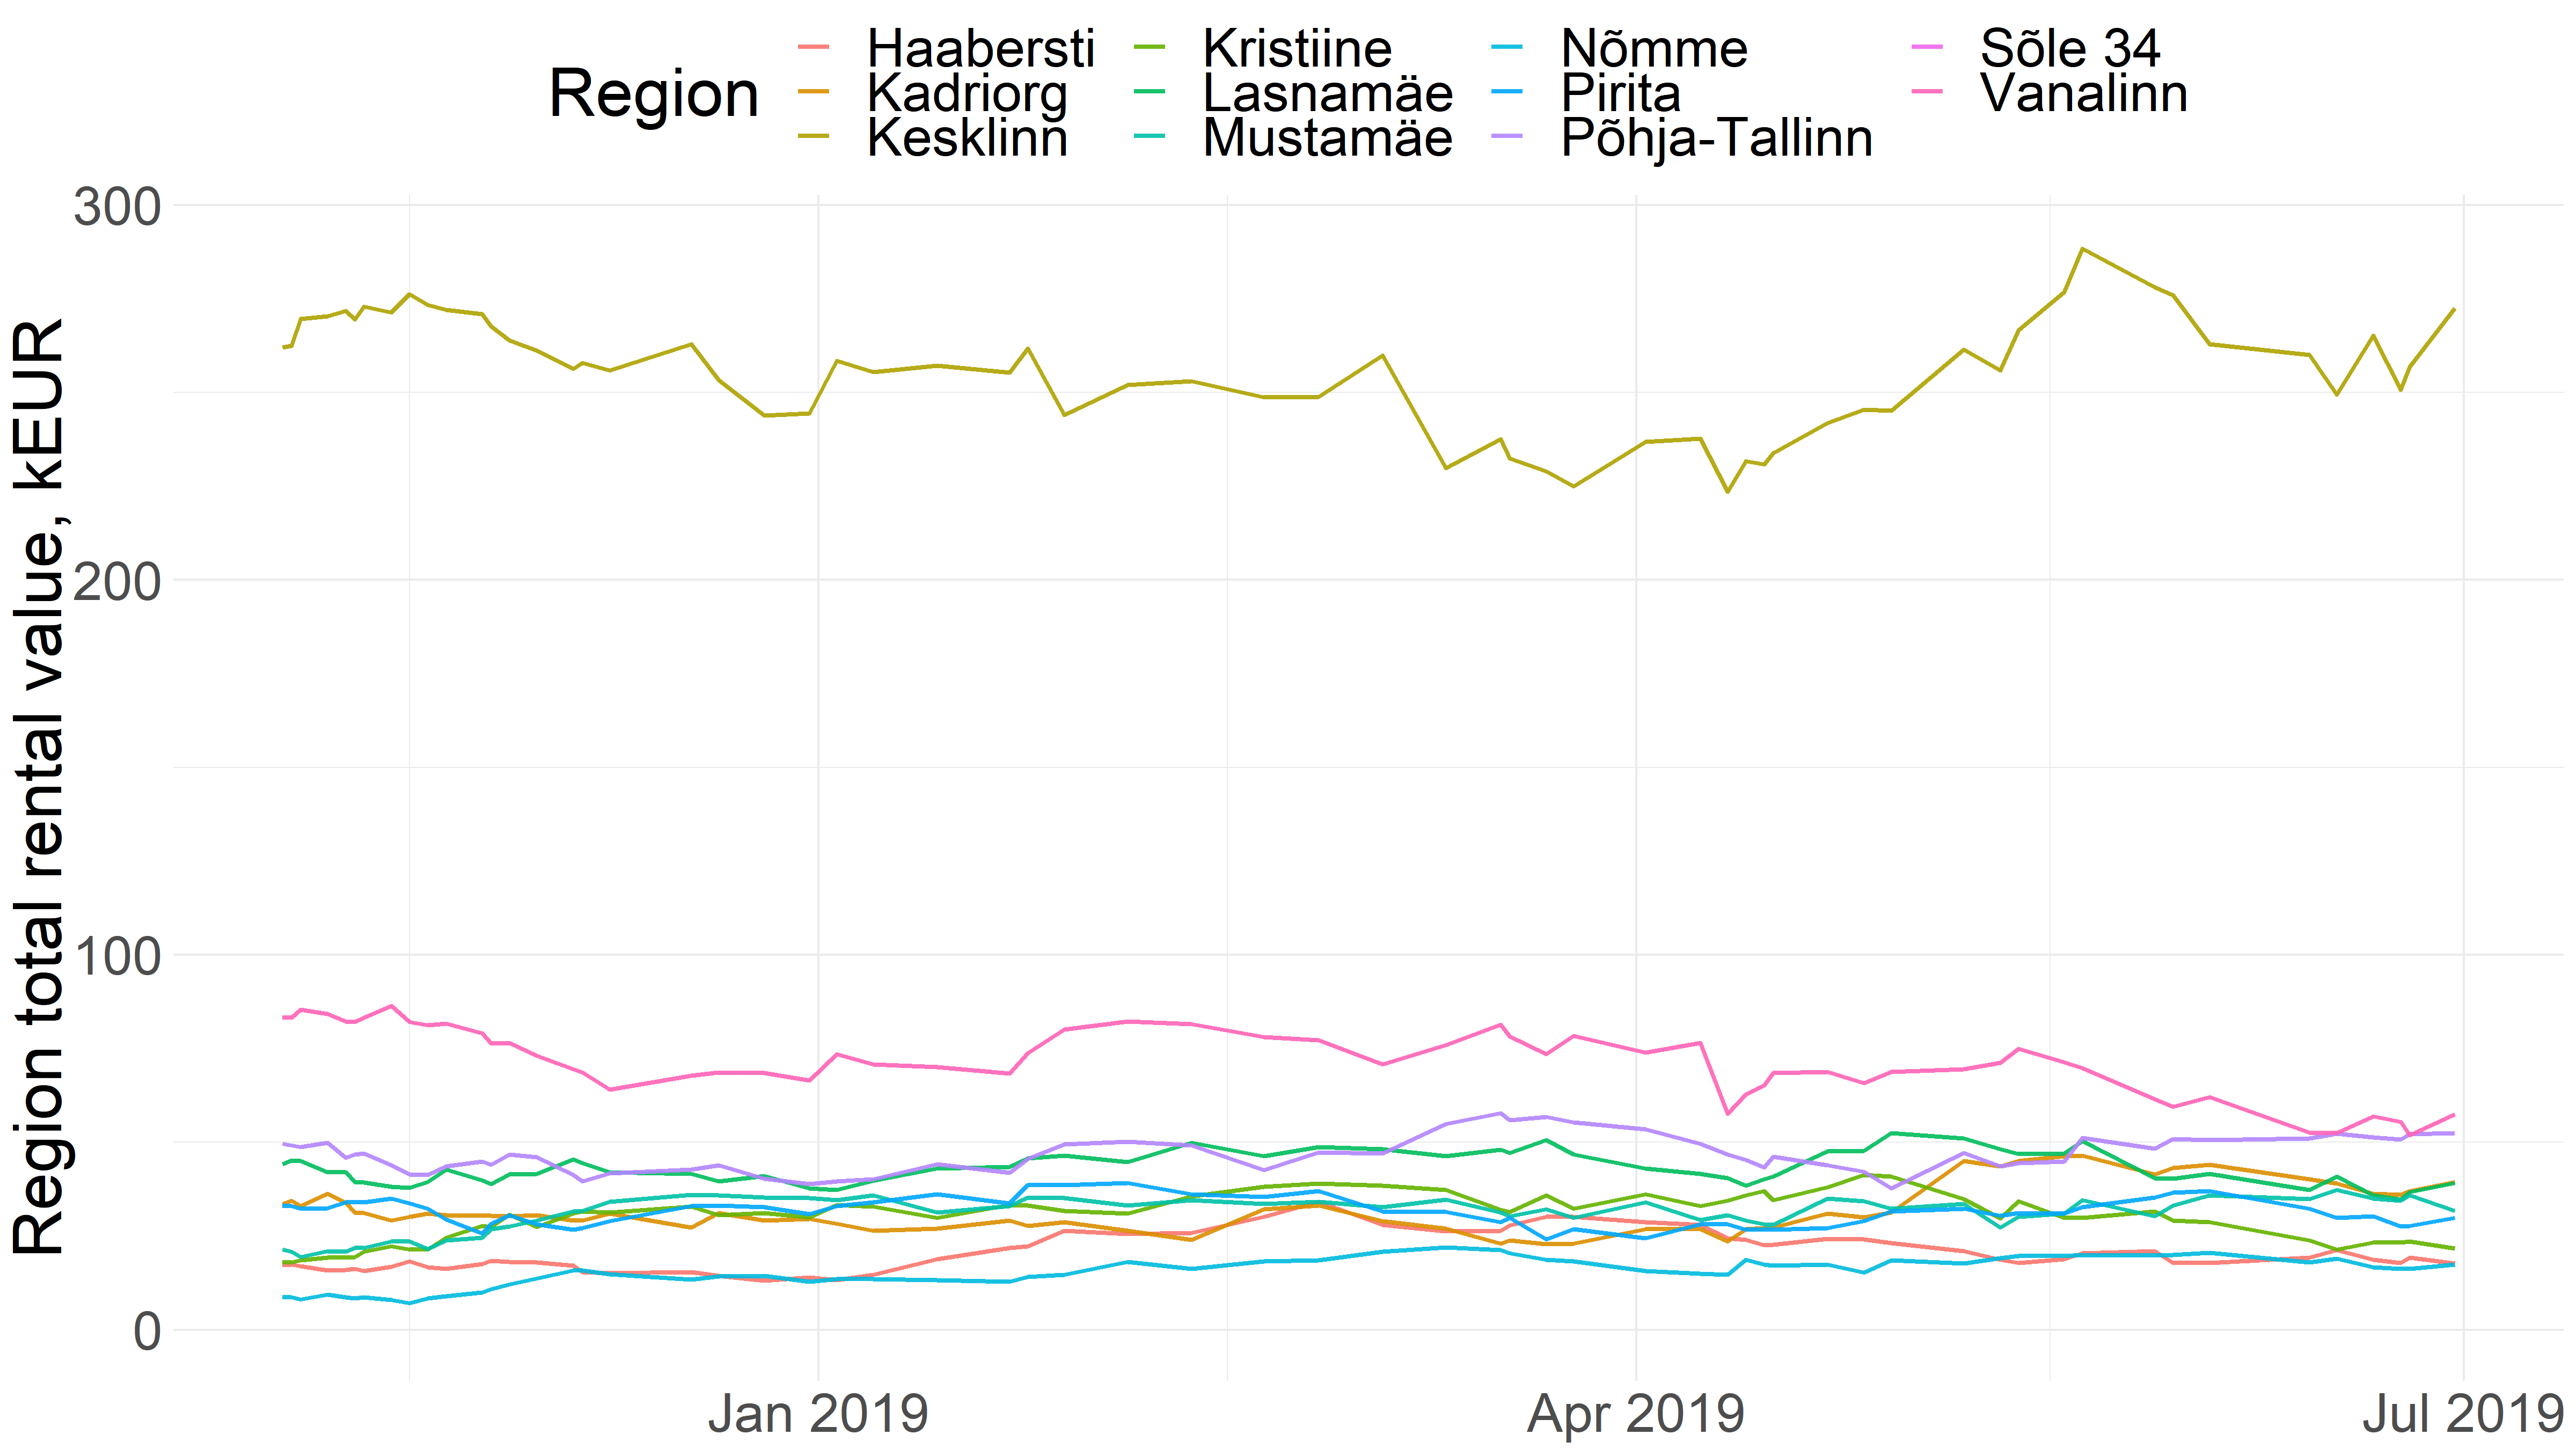 Region
Haabersti Kristiine Nõmme Sõle 34
Kadriorg Lasnamäe Pirita Vanalinn
Kesklinn Mustamäe Põhja-Tallinn
Region total rental value, kEUR
300
200
100
0
Jan 2019 Apr 2019 Jul 2019